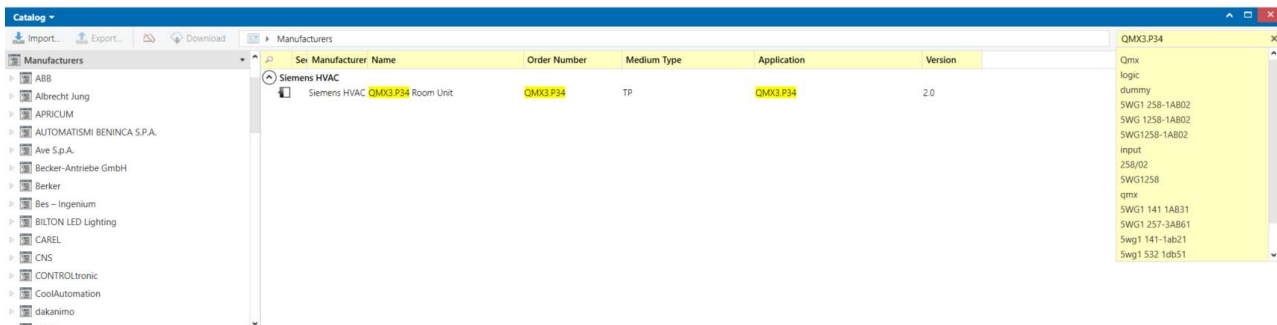 Catalog
Import... Export... Download Manufacturers QMX3.P34
Manufacturers
ABB
Albrecht Jung
APRICUM
AUTOMATISMI BENINCA S.P.A.
Ave S.p.A.
Becker-Antriebe GmbH
Berker
Bes – Ingenium
BILTON LED Lighting
CAREL
CNS
CONTROLtronic
CoolAutomation
dakanimo
Manufacturer Name Order Number Medium Type Application Version
Siemens HVAC
Siemens HVAC QMX3.P34 Room Unit QMX3.P34 TP QMX3.P34 2.0
Qmx
logic
dummy
5WG1 258-1AB02
5WG 1258-1AB02
5WG1258-1AB02
input
258/02
5WG1258
qmx
5WG1 141 1AB31
5WG1 257-3AB61
5wg1 141-1ab21
5wg1 532 1db51